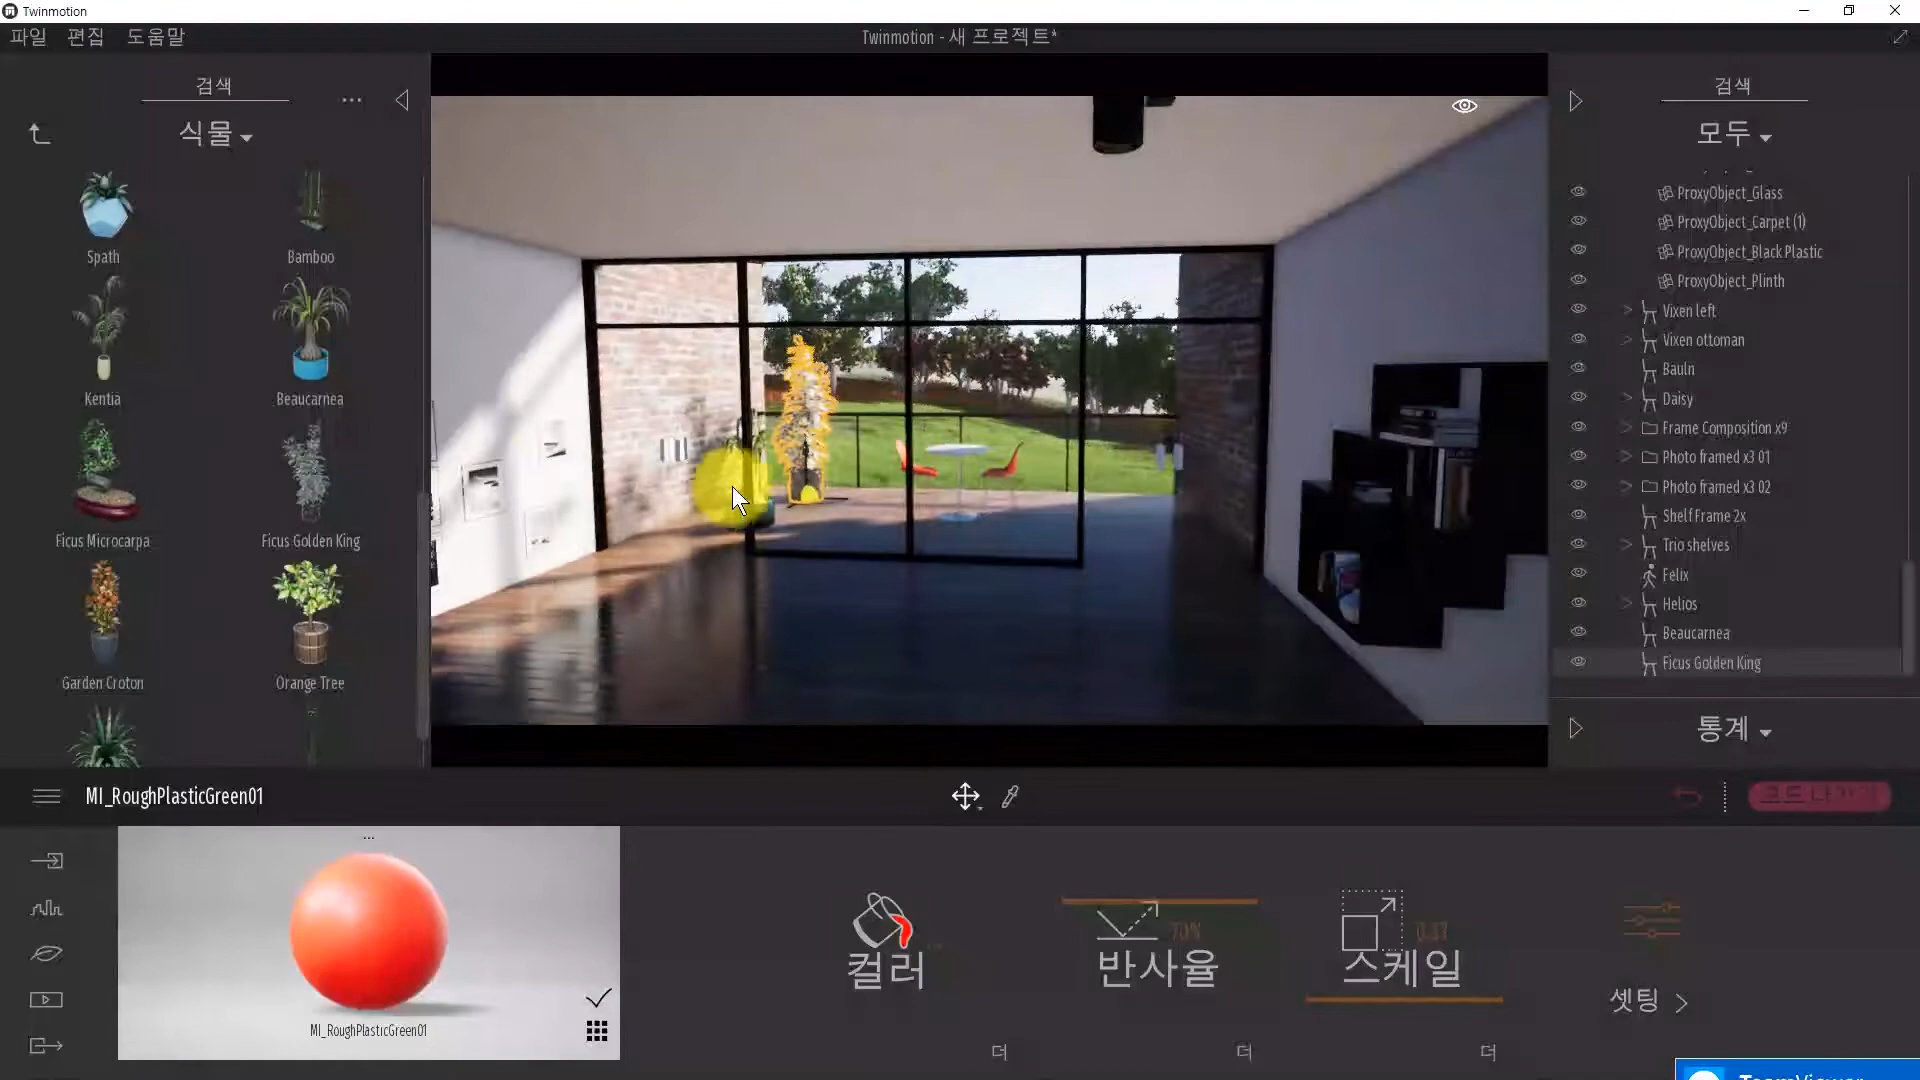 Twinmotion
파일 편집 도움말
Twinmotion - 새 프로젝트*
검색
...
식물
Spath
Bamboo
Kentia
Beaucarnea
Ficus Microcarpa
Ficus Golden King
Garden Croton
Orange Tree
검색
모두
ProxyObject_Glass
ProxyObject_Carpet (1)
ProxyObject_Black Plastic
ProxyObject_Plinth
Vixen left
Vixen ottoman
Bauln
Daisy
Frame Composition x9
Photo framed x3 01
Photo framed x3 02
Shelf Frame 2x
Trio shelves
Felix
Helios
Beaucarnea
Ficus Golden King
통계
MI_RoughPlasticGreen01
...
MI_RoughPlasticGreen01
컬러
더
70%
반사율
더
0.37
스케일
더
셋팅
TeamViewer